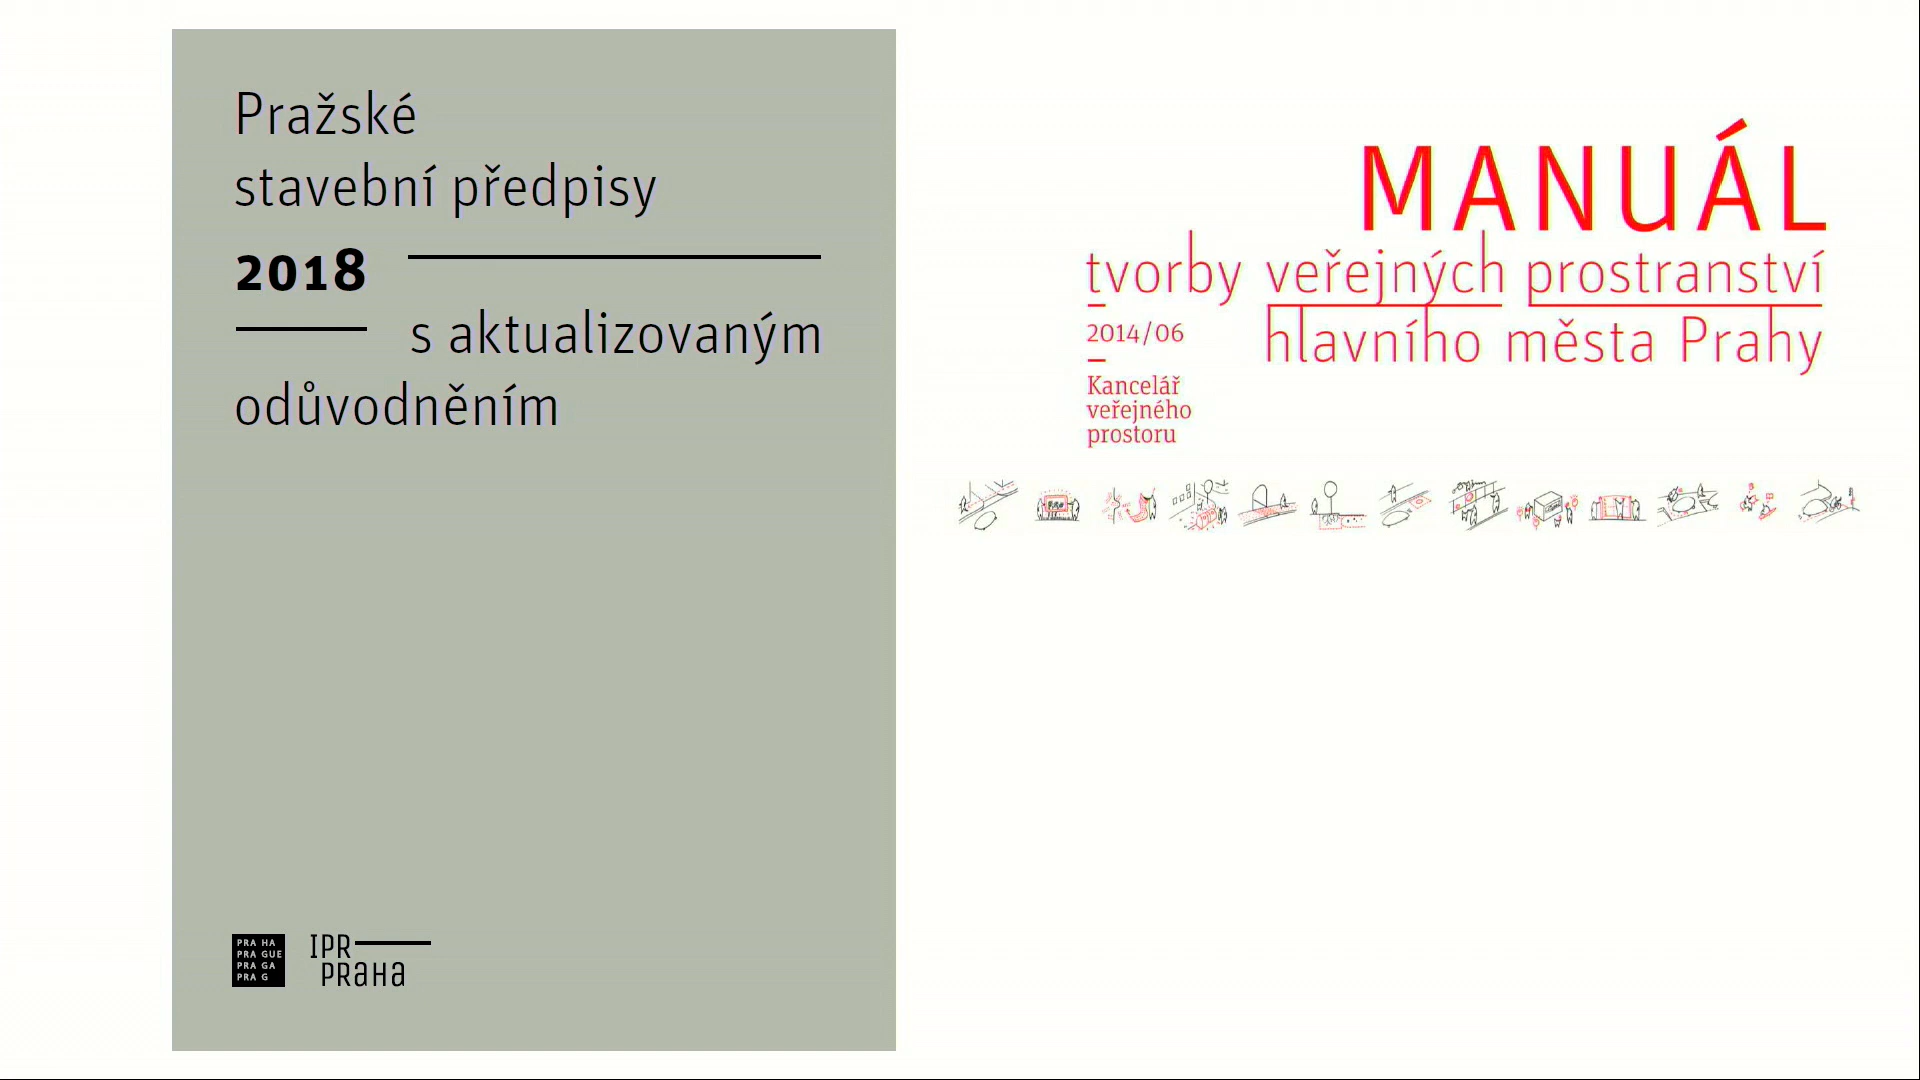 Pražské
stavební předpisy
2018
s aktualizovaným
odůvodněním
PRA HA
PRA GUE
PRA GA
PRA G
IPR
PRAHA
MANUÁL
tvorby veřejných prostranství
hlavního města Prahy
2014/06
Kancelář
veřejného
prostoru